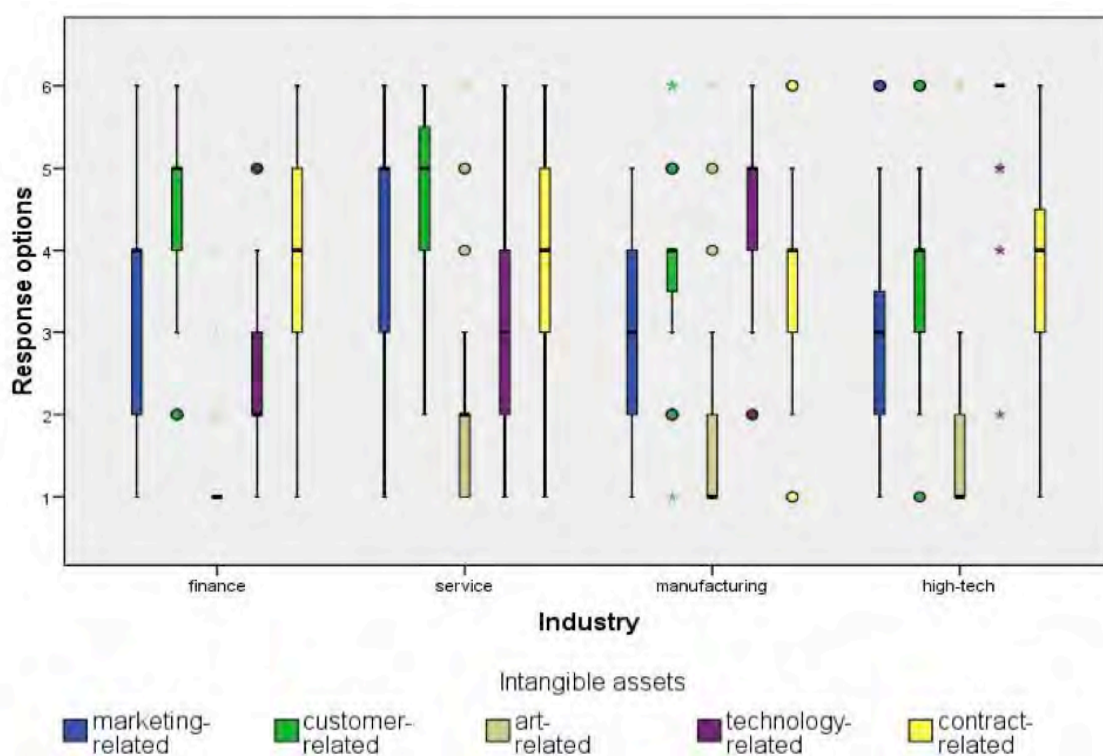 Response options
6
5
4
3
2
1
finance service manufacturing high-tech
Industry
Intangible assets
marketing-related customer-related art-related technology-related contract-related